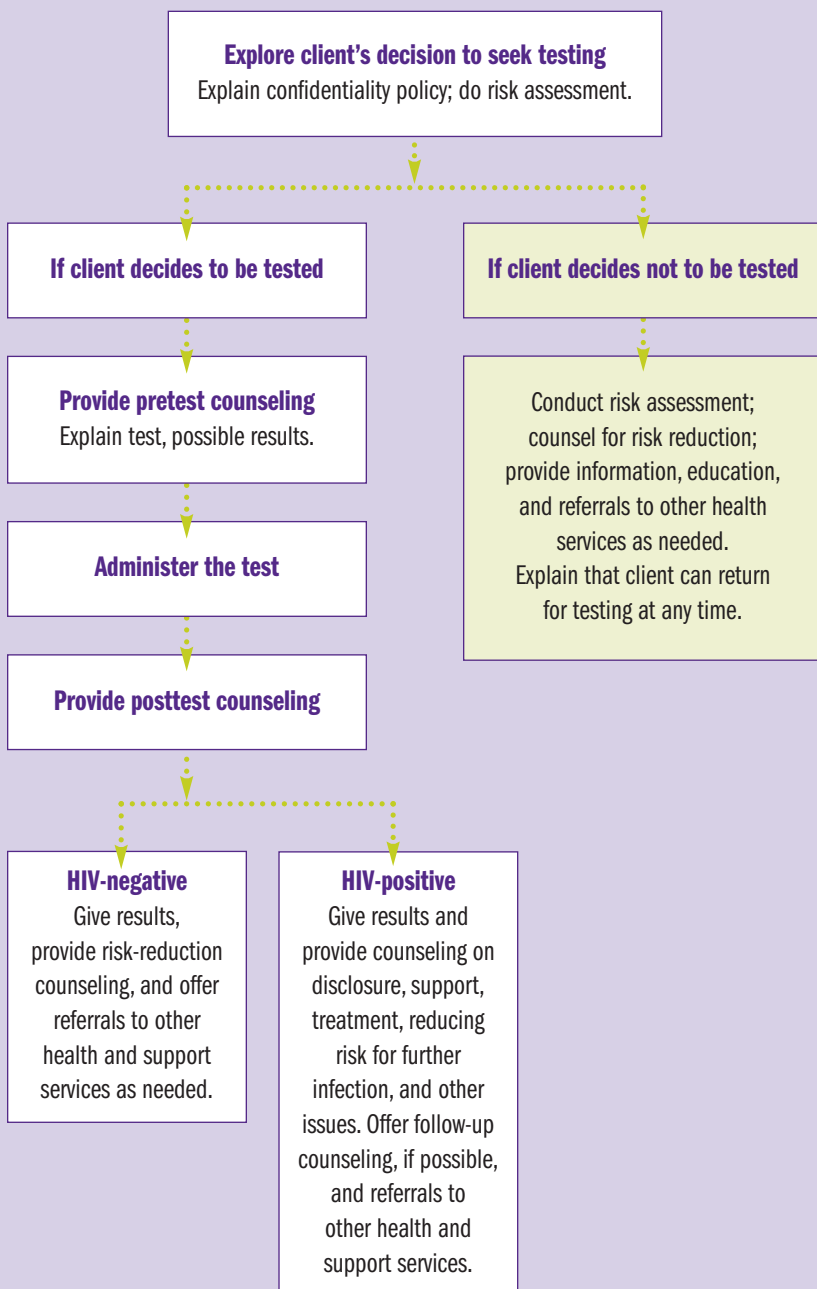 Explore client's decision to seek testing
Explain confidentiality policy; do risk assessment.
If client decides to be tested
If client decides not to be tested
Provide pretest counseling
Explain test, possible results.
Conduct risk assessment;
counsel for risk reduction;
provide information, education,
and referrals to other health
services as needed.
Explain that client can return
for testing at any time.
Administer the test
Provide posttest counseling
HIV-negative
Give results,
provide risk-reduction
counseling, and offer
referrals to other
health and support
services as needed.
HIV-positive
Give results and
provide counseling on
disclosure, support,
treatment, reducing
risk for further
infection, and other
issues. Offer follow-up
counseling, if possible,
and referrals to
other health and
support services.